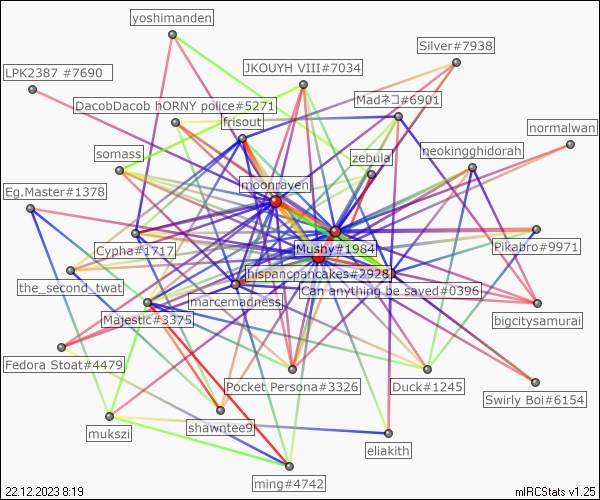 yoshimanden
Silver#7938
LPK2387 #7690
JKOUYH VIII#7034
DacobDacob hORNY police#5271
Madネコ#6901
frisout
normalwan
somass
zebula
neokingghidorah
moonraven
Eg.Master#1378
Cypha#1717
Mushy#1984
Pikabro#9971
hispencpancakes#2928
the_second_twat
marcemadness
Can anything be saved#0396
Majestic#3375
bigcitysamurai
Fedora Stoat#4479
Pocket Persona#3326
Duck#1245
Swirly Boi#6154
shawntee9
mukszi
eliakith
ming#4742
22.12.2023 8:19
mIRCStats v1.25